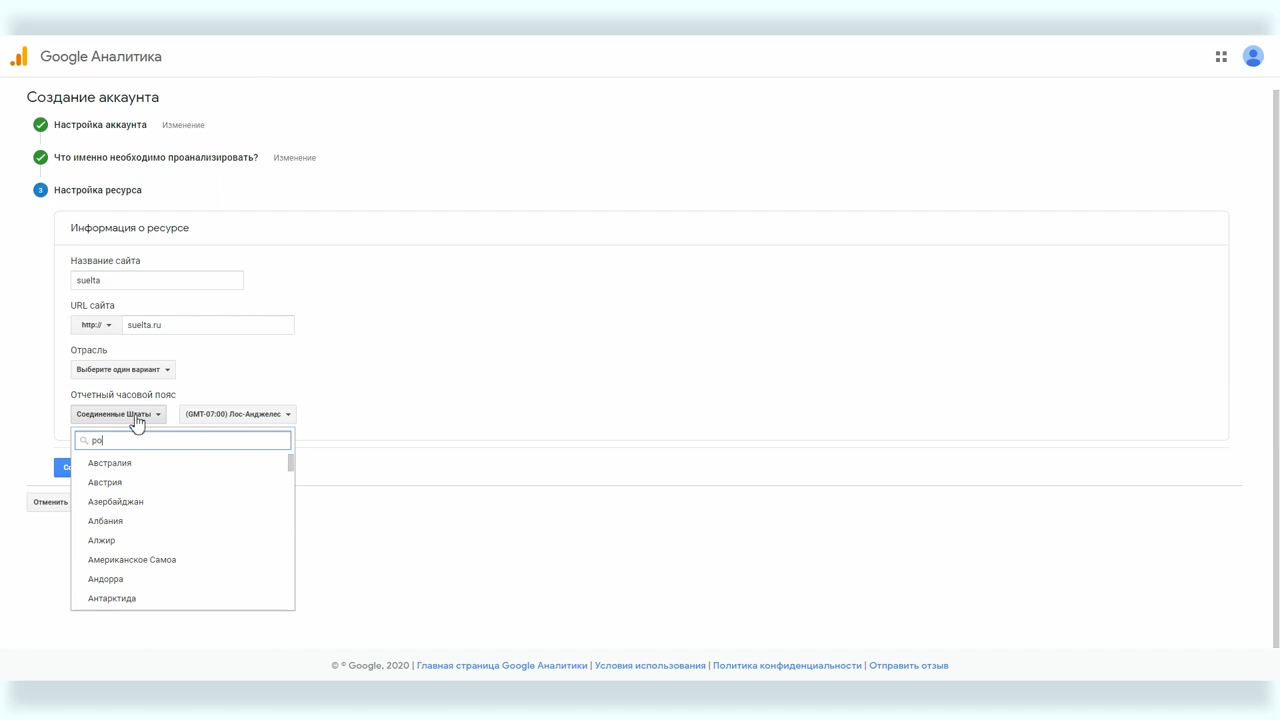 Google Аналитика
Создание аккаунта
Настройка аккаунта Изменение
Что именно необходимо проанализировать? Изменение
3 Настройка ресурса
Информация о ресурсе
Название сайта
suelta
URL сайта
http:// suelta.ru
Отрасль
Выберите один вариант
Отчетный часовой пояс
Соединенные Штаты (GMT-07:00) Лос-Анджелес
ро
Австралия
Австрия
Азербайджан
Албания
Алжир
Американское Самоа
Андорра
Антарктида
Со
Отменить
© ® Google, 2020 | Главная страница Google Аналитики | Условия использования | Политика конфиденциальности | Отправить отзыв